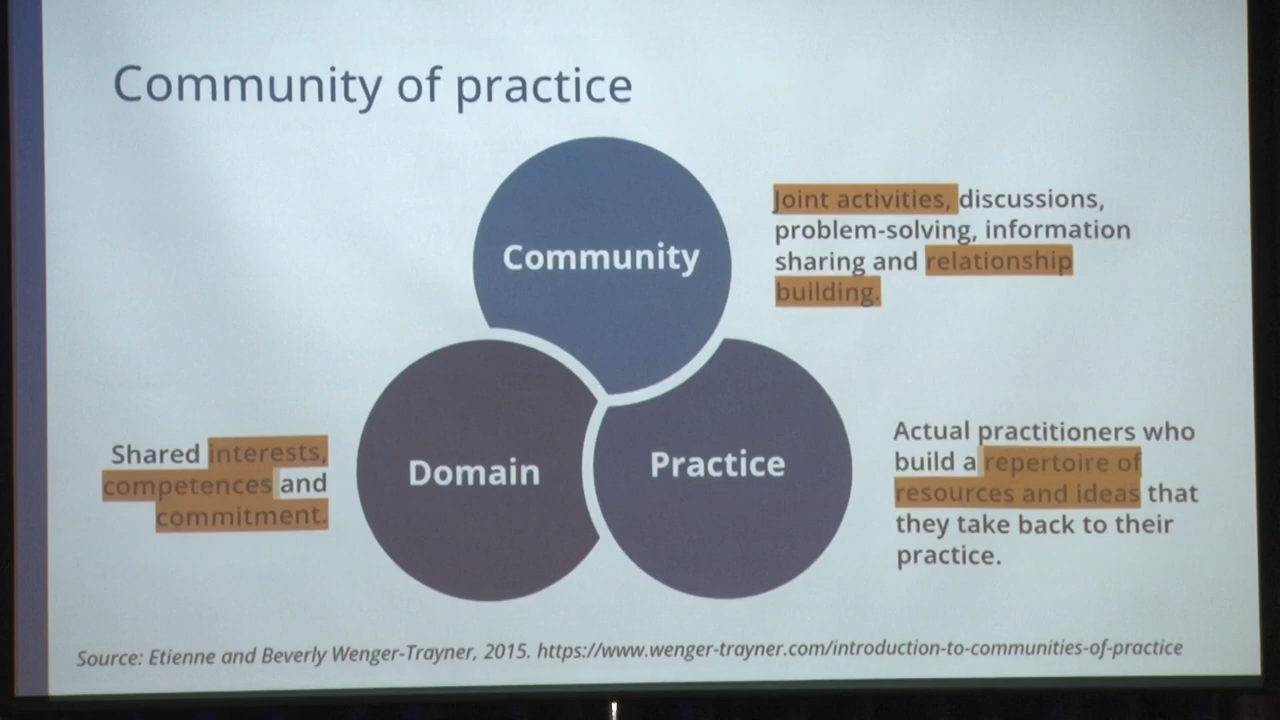 Community of practice
Community
Joint activities, discussions,
problem-solving, information
sharing and relationship
building.
Domain
Shared interests,
competences and
commitment.
Practice
Actual practitioners who
build a repertoire of
resources and ideas that
they take back to their
practice.
Source: Etienne and Beverly Wenger-Trayner, 2015. https://www.wenger-trayner.com/introduction-to-communities-of-practice